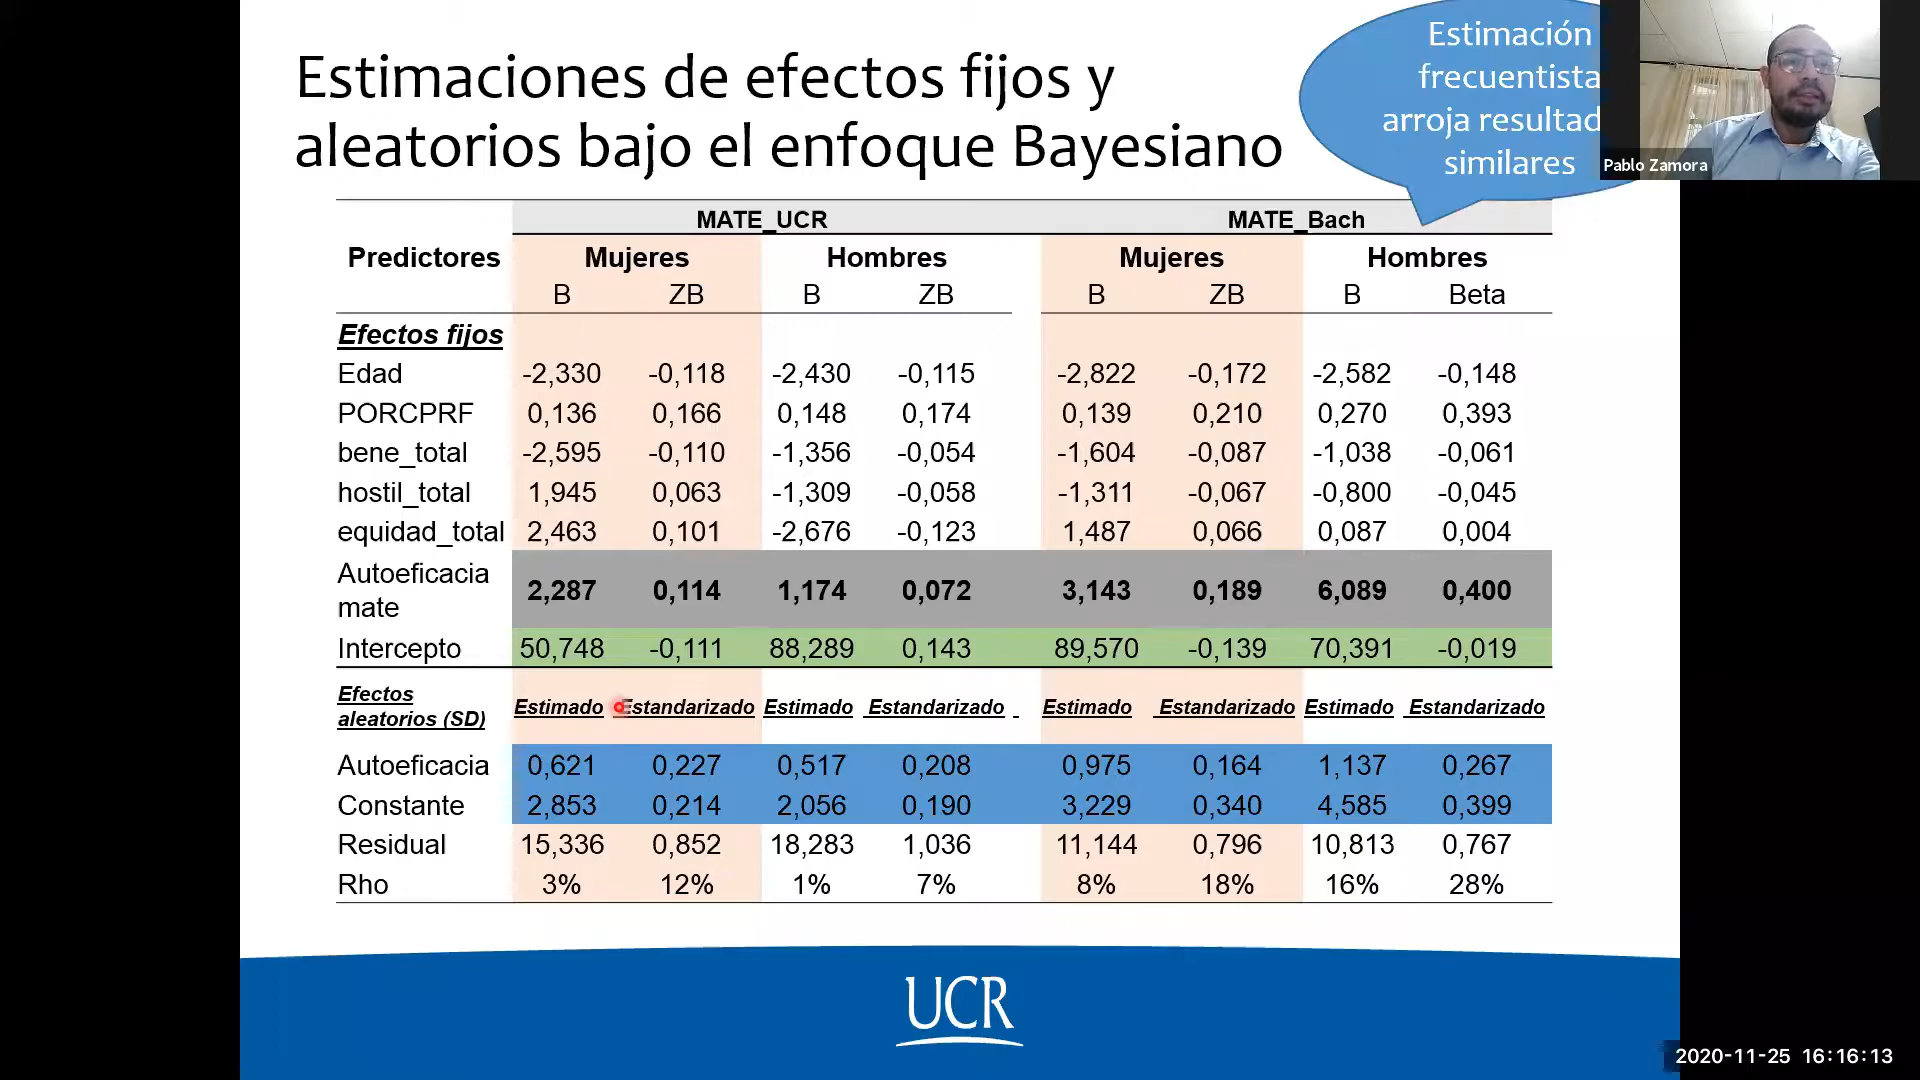 Estimaciones de efectos fijos y
aleatorios bajo el enfoque Bayesiano
Estimación
frecuentista
arroja resultad
similares
Pablo Zamora
MATE_UCR MATE_Bach
Predictores Mujeres Hombres Mujeres Hombres
B ZB B ZB B ZB B Beta
Efectos fijos
Edad -2,330 -0,118 -2,430 -0,115 -2,822 -0,172 -2,582 -0,148
PORCPRF 0,136 0,166 0,148 0,174 0,139 0,210 0,270 0,393
bene_total -2,595 -0,110 -1,356 -0,054 -1,604 -0,087 -1,038 -0,061
hostil_total 1,945 0,063 -1,309 -0,058 -1,311 -0,067 -0,800 -0,045
equidad_total 2,463 0,101 -2,676 -0,123 1,487 0,066 0,087 0,004
Autoeficacia
mate 2,287 0,114 1,174 0,072 3,143 0,189 6,089 0,400
Intercepto 50,748 -0,111 88,289 0,143 89,570 -0,139 70,391 -0,019
Efectos
aleatorios (SD) Estimado Estandarizado Estimado Estandarizado Estimado Estandarizado Estimado Estandarizado
Autoeficacia 0,621 0,227 0,517 0,208 0,975 0,164 1,137 0,267
Constante 2,853 0,214 2,056 0,190 3,229 0,340 4,585 0,399
Residual 15,336 0,852 18,283 1,036 11,144 0,796 10,813 0,767
Rho 3% 12% 1% 7% 8% 18% 16% 28%
UCR
2020-11-25 16:16:13